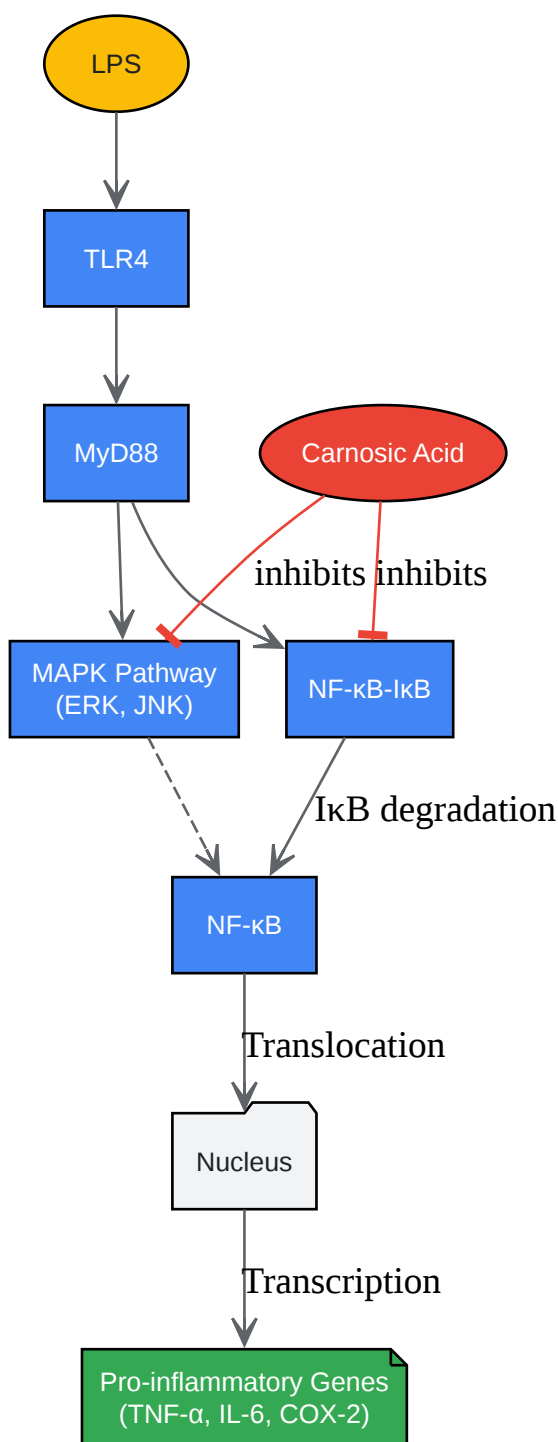 LPS
TLR4
MyD88
Carnosic Acid
inhibits inhibits
MAPK Pathway
(ERK, JNK)
NF-κB-IκB
IκB degradation
NF-κB
Translocation
Nucleus
Transcription
Pro-inflammatory Genes
(TNF-α, IL-6, COX-2)